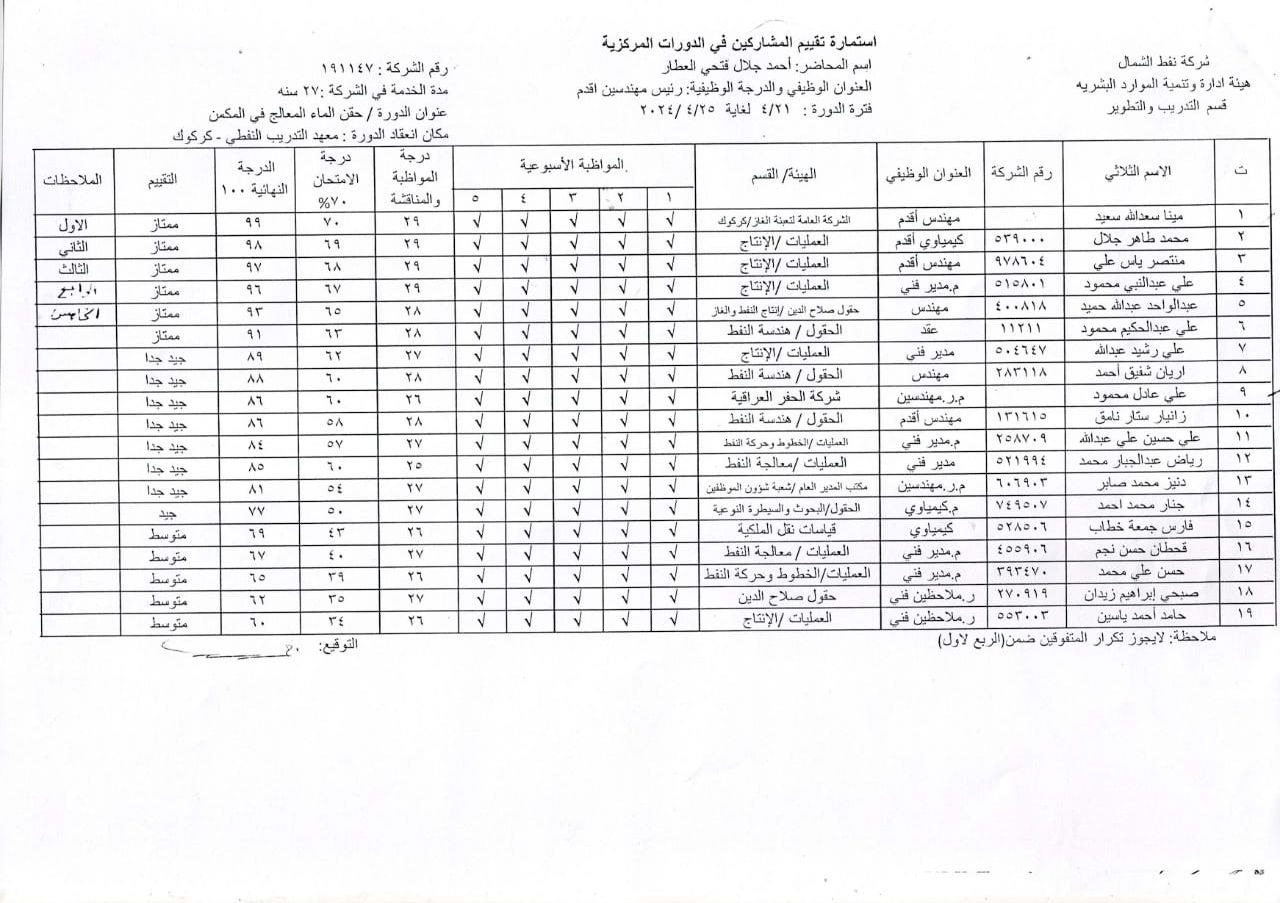 استمارة تقييم المشاركين في الدورات المركزية
شركة نفط الشمال
هيئة ادارة وتنمية الموارد البشريه
قسم التدريب والتطوير
اسم المحاضر: أحمد جلال فتحي العطار
العنوان الوظيفي والدرجة الوظيفية: رئيس مهندسين اقدم
فترة الدورة : ٤/٢١ لغاية ٤/٢٥ /٢٠٢٤
رقم الشركة : ١٩١١٤٧
مدة الخدمة في الشركة :٢٧ سنه
عنوان الدورة / حقن الماء المعالج في المكمن
مكان انعقاد الدورة : معهد التدريب النفطي - كركوك
ت الاسم الثلاثي رقم الشركة العنوان الوظيفي الهيئة/ القسم المواظبة الأسبوعية درجة المواظبة والمناقشة درجة الامتحان ٧٠% الدرجة النهائية ١٠٠ التقييم الملاحظات
١ ٢ ٣ ٤ ٥
١ مينا سعدالله سعيد مهندس أقدم الشركة العامة لتعبئة الغاز/كركوك √ √ √ √ √ ٢٩ ٧٠ ٩٩ ممتاز الاول
٢ محمد طاهر جلال ٥٣٩٠٠٠ كيمياوي أقدم العمليات /الإنتاج √ √ √ √ √ ٢٩ ٦٩ ٩٨ ممتاز الثاني
٣ منتصر ياس علي ٩٧٨٦٠٤ مهندس أقدم العمليات /الإنتاج √ √ √ √ √ ٢٩ ٦٨ ٩٧ ممتاز الثالث
٤ علي عبدالنبي محمود ٥١٥٨٠١ م.مدير فني العمليات /الإنتاج √ √ √ √ √ ٢٩ ٦٧ ٩٦ ممتاز الرابع
٥ عبدالواحد عبدالله حميد ٤٠٠٨١٨ مهندس حقول صلاح الدين /إنتاج النفط والغاز √ √ √ √ √ ٢٨ ٦٥ ٩٣ ممتاز الخامس
٦ علي عبدالحكيم محمود ١١٢١١ عقد الحقول / هندسة النفط √ √ √ √ √ ٢٨ ٦٣ ٩١ ممتاز
٧ علي رشيد عبدالله ٥٠٤٦٤٧ مدير فني العمليات /الإنتاج √ √ √ √ √ ٢٧ ٦٢ ٨٩ جيد جدا
٨ اريان شفيق أحمد ٢٨٣١١٨ مهندس الحقول / هندسة النفط √ √ √ √ √ ٢٨ ٦٠ ٨٨ جيد جدا
٩ علي عادل محمود م.ر.مهندسين شركة الحفر العراقية √ √ √ √ √ ٢٦ ٦٠ ٨٦ جيد جدا
١٠ زانيار ستار نامق ١٣١٦١٥ مهندس أقدم الحقول / هندسة النفط √ √ √ √ √ ٢٨ ٥٨ ٨٦ جيد جدا
١١ علي حسين علي عبدالله ٢٥٨٧٠٩ م.مدير فني العمليات /الخطوط وحركة النفط √ √ √ √ √ ٢٧ ٥٧ ٨٤ جيد جدا
١٢ رياض عبدالجبار محمد ٥٢١٩٩٤ مدير فني العمليات /معالجة النفط √ √ √ √ √ ٢٥ ٦٠ ٨٥ جيد جدا
١٣ دنيز محمد صابر ٦٠٦٩٠٣ م.ر.مهندسين مكتب المدير العام /شعبة شؤون الموظفين √ √ √ √ √ ٢٧ ٥٤ ٨١ جيد جدا
١٤ جنار محمد احمد ٧٤٩٥٠٧ م.كيمياوي الحقول/البحوث والسيطرة النوعية √ √ √ √ √ ٢٧ ٥٠ ٧٧ جيد
١٥ فارس جمعة خطاب ٥٢٨٥٠٦ كيمياوي قياسات نقل الملكية √ √ √ √ √ ٢٦ ٤٣ ٦٩ متوسط
١٦ قحطان حسن نجم ٤٥٥٩٠٦ م.مدير فني العمليات / معالجة النفط √ √ √ √ √ ٢٧ ٤٠ ٦٧ متوسط
١٧ حسن علي محمد ٣٩٣٤٧٠ م.مدير فني العمليات/الخطوط وحركة النفط √ √ √ √ √ ٢٦ ٣٩ ٦٥ متوسط
١٨ صبحي إبراهيم زيدان ٢٧٠٩١٩ ر.ملاحظين فني حقول صلاح الدين √ √ √ √ √ ٢٧ ٣٥ ٦٢ متوسط
١٩ حامد أحمد ياسين ٥٥٣٠٠٣ ر.ملاحظين فني العمليات /الإنتاج √ √ √ √ √ ٢٦ ٣٤ ٦٠ متوسط
ملاحظة: لايجوز تكرار المتفوقين ضمن(الربع لاول)
التوقيع: